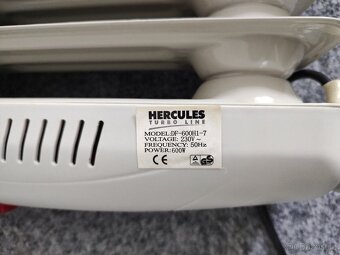 HERCULES
TURBO LINE
MODEL:DF-600H1-7
VOLTAGE: 230V~
FREQUENCY: 50Hz
POWER:600W
CE